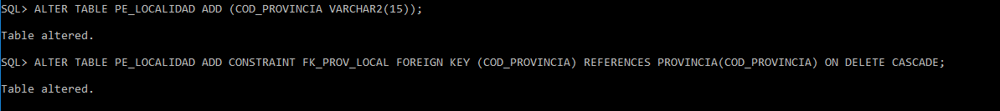 SQL> ALTER TABLE PE_LOCALIDAD ADD (COD_PROVINCIA VARCHAR2(15));
Table altered.
SQL> ALTER TABLE PE_LOCALIDAD ADD CONSTRAINT FK_PROV_LOCAL FOREIGN KEY (COD_PROVINCIA) REFERENCES PROVINCIA(COD_PROVINCIA) ON DELETE CASCADE;
Table altered.